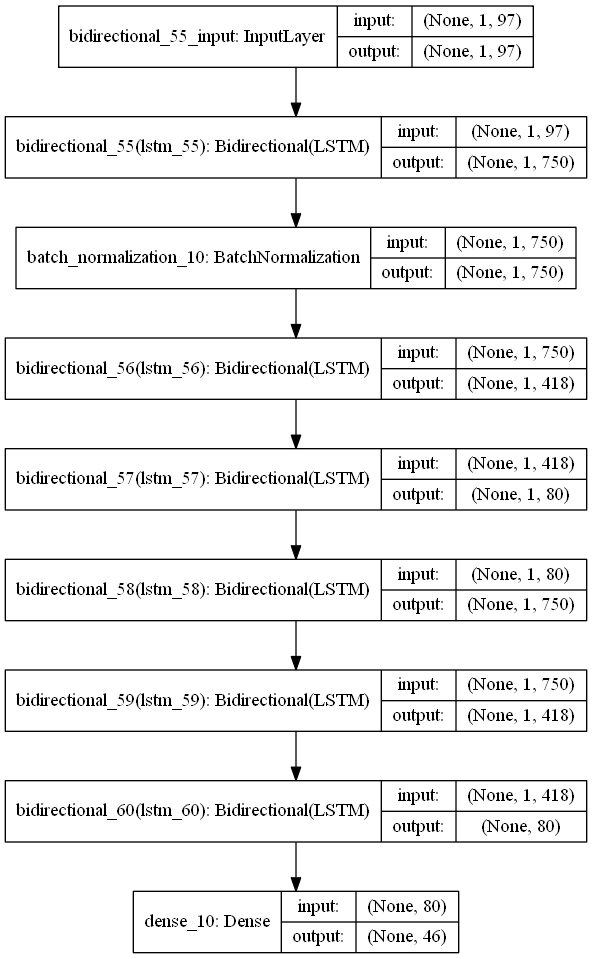 bidirectional_55_input: InputLayer
input: (None, 1, 97)
output: (None, 1, 97)
bidirectional_55(lstm_55): Bidirectional(LSTM)
input: (None, 1, 97)
output: (None, 1, 750)
batch_normalization_10: BatchNormalization
input: (None, 1, 750)
output: (None, 1, 750)
bidirectional_56(lstm_56): Bidirectional(LSTM)
input: (None, 1, 750)
output: (None, 1, 418)
bidirectional_57(lstm_57): Bidirectional(LSTM)
input: (None, 1, 418)
output: (None, 1, 80)
bidirectional_58(lstm_58): Bidirectional(LSTM)
input: (None, 1, 80)
output: (None, 1, 750)
bidirectional_59(lstm_59): Bidirectional(LSTM)
input: (None, 1, 750)
output: (None, 1, 418)
bidirectional_60(lstm_60): Bidirectional(LSTM)
input: (None, 1, 418)
output: (None, 80)
dense_10: Dense
input: (None, 80)
output: (None, 46)